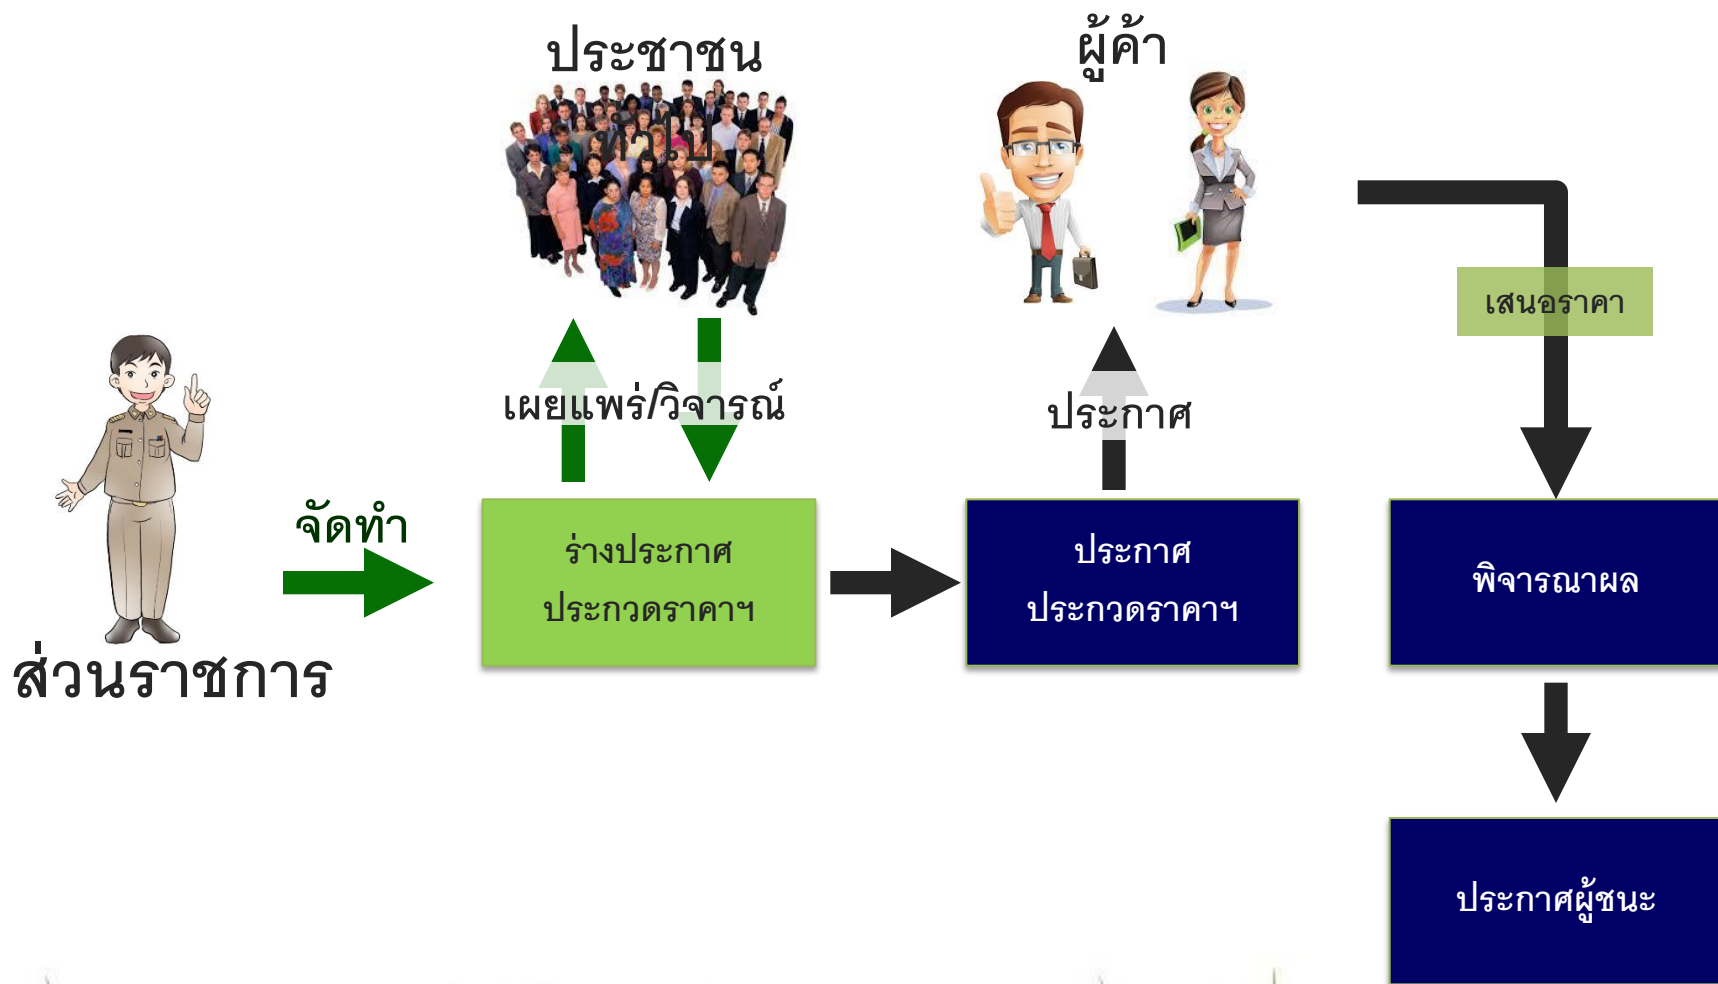 ประชาชน
ทั่วไป
ผู้ค้า
เสนอราคา
เผยแพร่/วิจารณ์
ประกาศ
จัดทำ
ส่วนราชการ
ร่างประกาศ
ประกวดราคาฯ
ประกาศ
ประกวดราคาฯ
พิจารณาผล
ประกาศผู้ชนะ